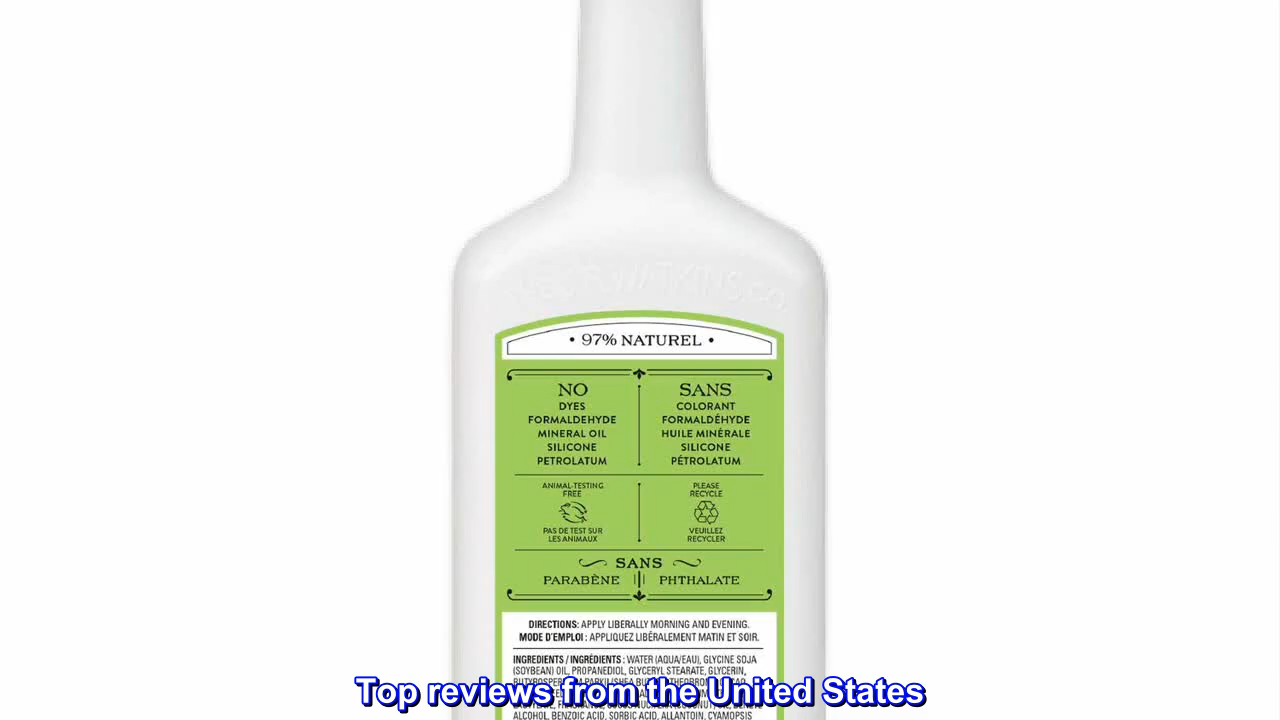 • 97% NATUREL •
NO
DYES
FORMALDEHYDE
MINERAL OIL
SILICONE
PETROLATUM
SANS
COLORANT
FORMALDÉHYDE
HUILE MINÉRALE
SILICONE
PÉTROLATUM
ANIMAL-TESTING
FREE
PAS DE TEST SUR
LES ANIMAUX
PLEASE
RECYCLE
VEUILLEZ
RECYCLER
SANS
PARABÈNE
PHTHALATE
DIRECTIONS: APPLY LIBERALLY MORNING AND EVENING.
MODE D'EMPLOI : APPLIQUEZ LIBÉRALEMENT MATIN ET SOIR.
INGREDIENTS / INGRÉDIENTS : WATER (AQUA/EAU), GLYCINE SOJA
(SOYBEAN) OIL, PROPANEDIOL, GLYCERYL STEARATE, GLYCERIN,
ALCOHOL, BENZOIC ACID, SORBIC ACID, ALLANTOIN, CYAMOPSIS
Top reviews from the United States